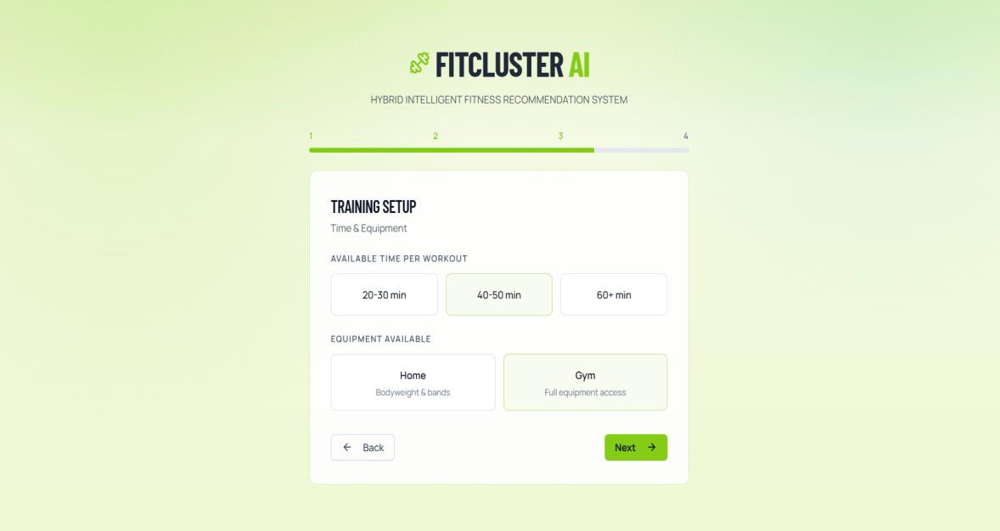 FITCLUSTER AI
HYBRID INTELLIGENT FITNESS RECOMMENDATION SYSTEM
1 2 3 4
TRAINING SETUP
Time & Equipment
AVAILABLE TIME PER WORKOUT
20-30 min 40-50 min 60+ min
EQUIPMENT AVAILABLE
Home Gym
Bodyweight & bands Full equipment access
Back Next